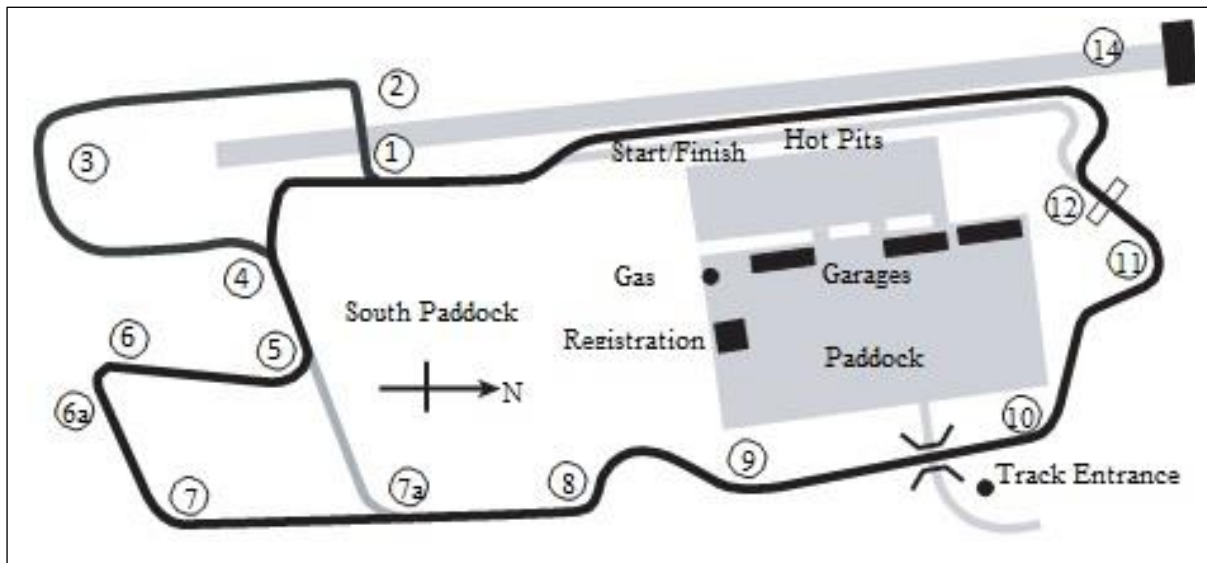 14
2
1
3
Start/Finish
Hot Pits
12
4
Gas
Garages
11
South Paddock
6
5
Registration
Paddock
N
6a
10
9
7
7a
8
Track Entrance